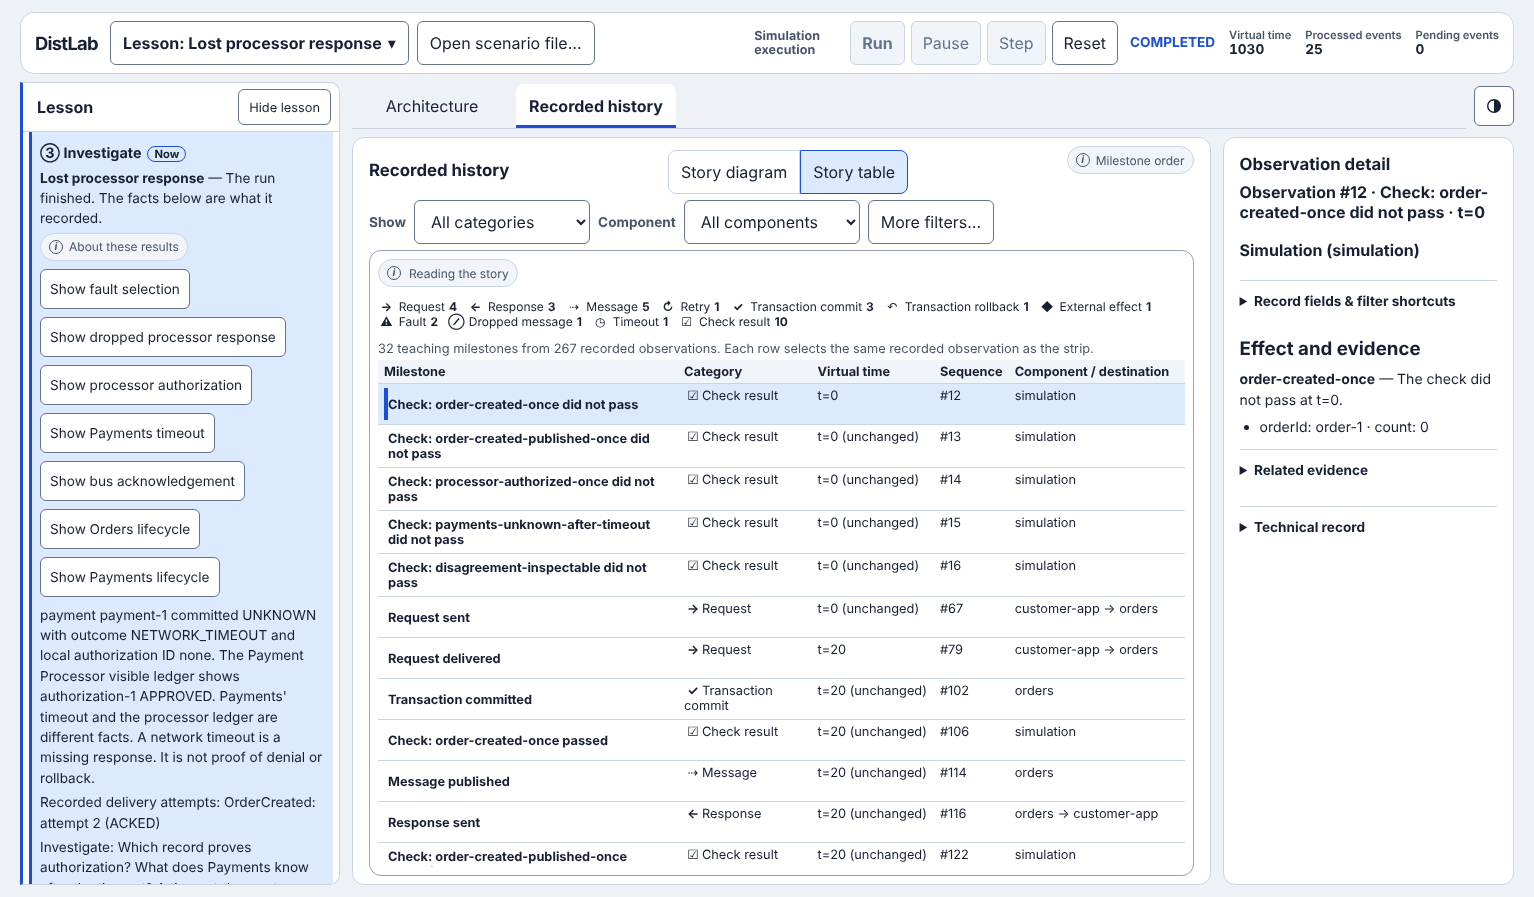 DistLab
Lesson: Lost processor response ▾
Open scenario file...
Simulation execution
Run
Pause
Step
Reset
COMPLETED
Virtual time
1030
Processed events
25
Pending events
0
Lesson
Hide lesson
3 Investigate Now
Lost processor response — The run
finished. The facts below are what it
recorded.
About these results
Show fault selection
Show dropped processor response
Show processor authorization
Show Payments timeout
Show bus acknowledgement
Show Orders lifecycle
Show Payments lifecycle
payment payment-1 committed UNKNOWN
with outcome NETWORK_TIMEOUT and
local authorization ID none. The Payment
Processor visible ledger shows
authorization-1 APPROVED. Payments'
timeout and the processor ledger are
different facts. A network timeout is a
missing response. It is not proof of denial or
rollback.
Recorded delivery attempts: OrderCreated:
attempt 2 (ACKED)
Investigate: Which record proves
authorization? What does Payments know
Architecture
Recorded history
Recorded history
Story diagram
Story table
Milestone order
Show
All categories
Component
All components
More filters...
Reading the story
→ Request 4 ← Response 3 ⇢ Message 5 ↻ Retry 1 ✔ Transaction commit 3 ↶ Transaction rollback 1 ◆ External effect 1
⚠ Fault 2 Dropped message 1 ◷ Timeout 1 ☑ Check result 10
32 teaching milestones from 267 recorded observations. Each row selects the same recorded observation as the strip.
Milestone Category Virtual time Sequence Component / destination
Check: order-created-once did not pass ☑ Check result t=0 #12 simulation
Check: order-created-published-once did not pass ☑ Check result t=0 (unchanged) #13 simulation
Check: processor-authorized-once did not pass ☑ Check result t=0 (unchanged) #14 simulation
Check: payments-unknown-after-timeout did not pass ☑ Check result t=0 (unchanged) #15 simulation
Check: disagreement-inspectable did not pass ☑ Check result t=0 (unchanged) #16 simulation
Request sent → Request t=0 (unchanged) #67 customer-app → orders
Request delivered → Request t=20 #79 customer-app → orders
Transaction committed ✔ Transaction commit t=20 (unchanged) #102 orders
Check: order-created-once passed ☑ Check result t=20 (unchanged) #106 simulation
Message published ⇢ Message t=20 (unchanged) #114 orders
Response sent ← Response t=20 (unchanged) #116 orders → customer-app
Check: order-created-published-once ☑ Check result t=20 (unchanged) #122 simulation
Observation detail
Observation #12 · Check: order-
created-once did not pass · t=0
Simulation (simulation)
▶ Record fields & filter shortcuts
Effect and evidence
order-created-once — The check did
not pass at t=0.
• orderId: order-1 · count: 0
▶ Related evidence
▶ Technical record